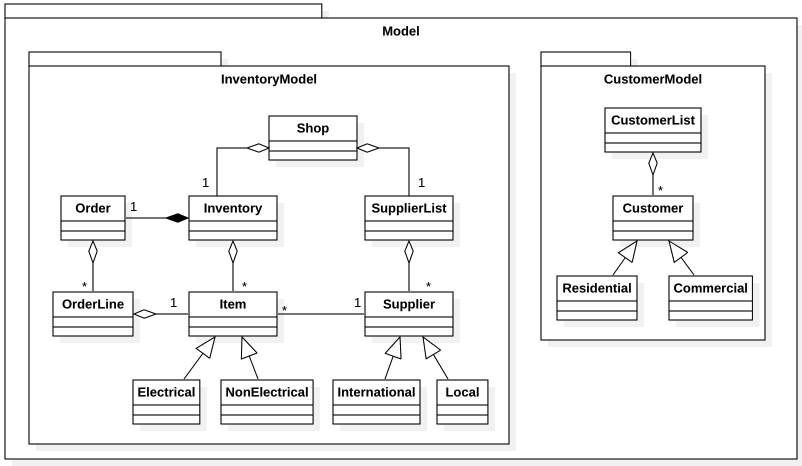 Model
InventoryModel
CustomerModel
CustomerList
Shop
1
1
*
Order
1
Inventory
SupplierList
Customer
*
*
*
OrderLine
1
Item
*
1
Supplier
Residential
Commercial
Electrical
NonElectrical
International
Local